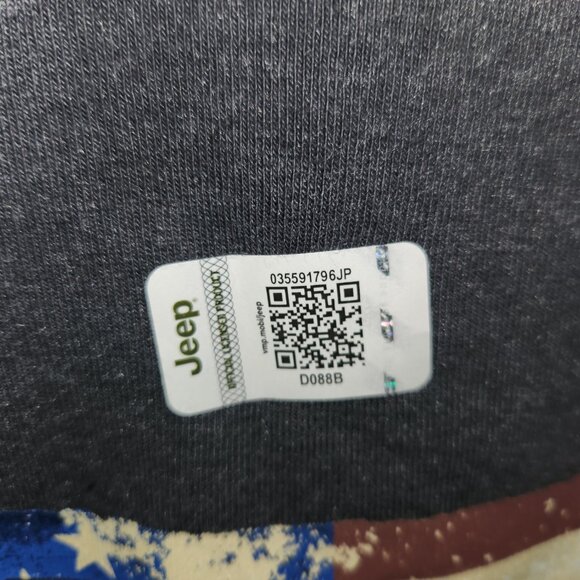 Jeep®
OFFICIAL LICENSED PRODUCT
vmp.mobi/jeep
035591796JP
D088B